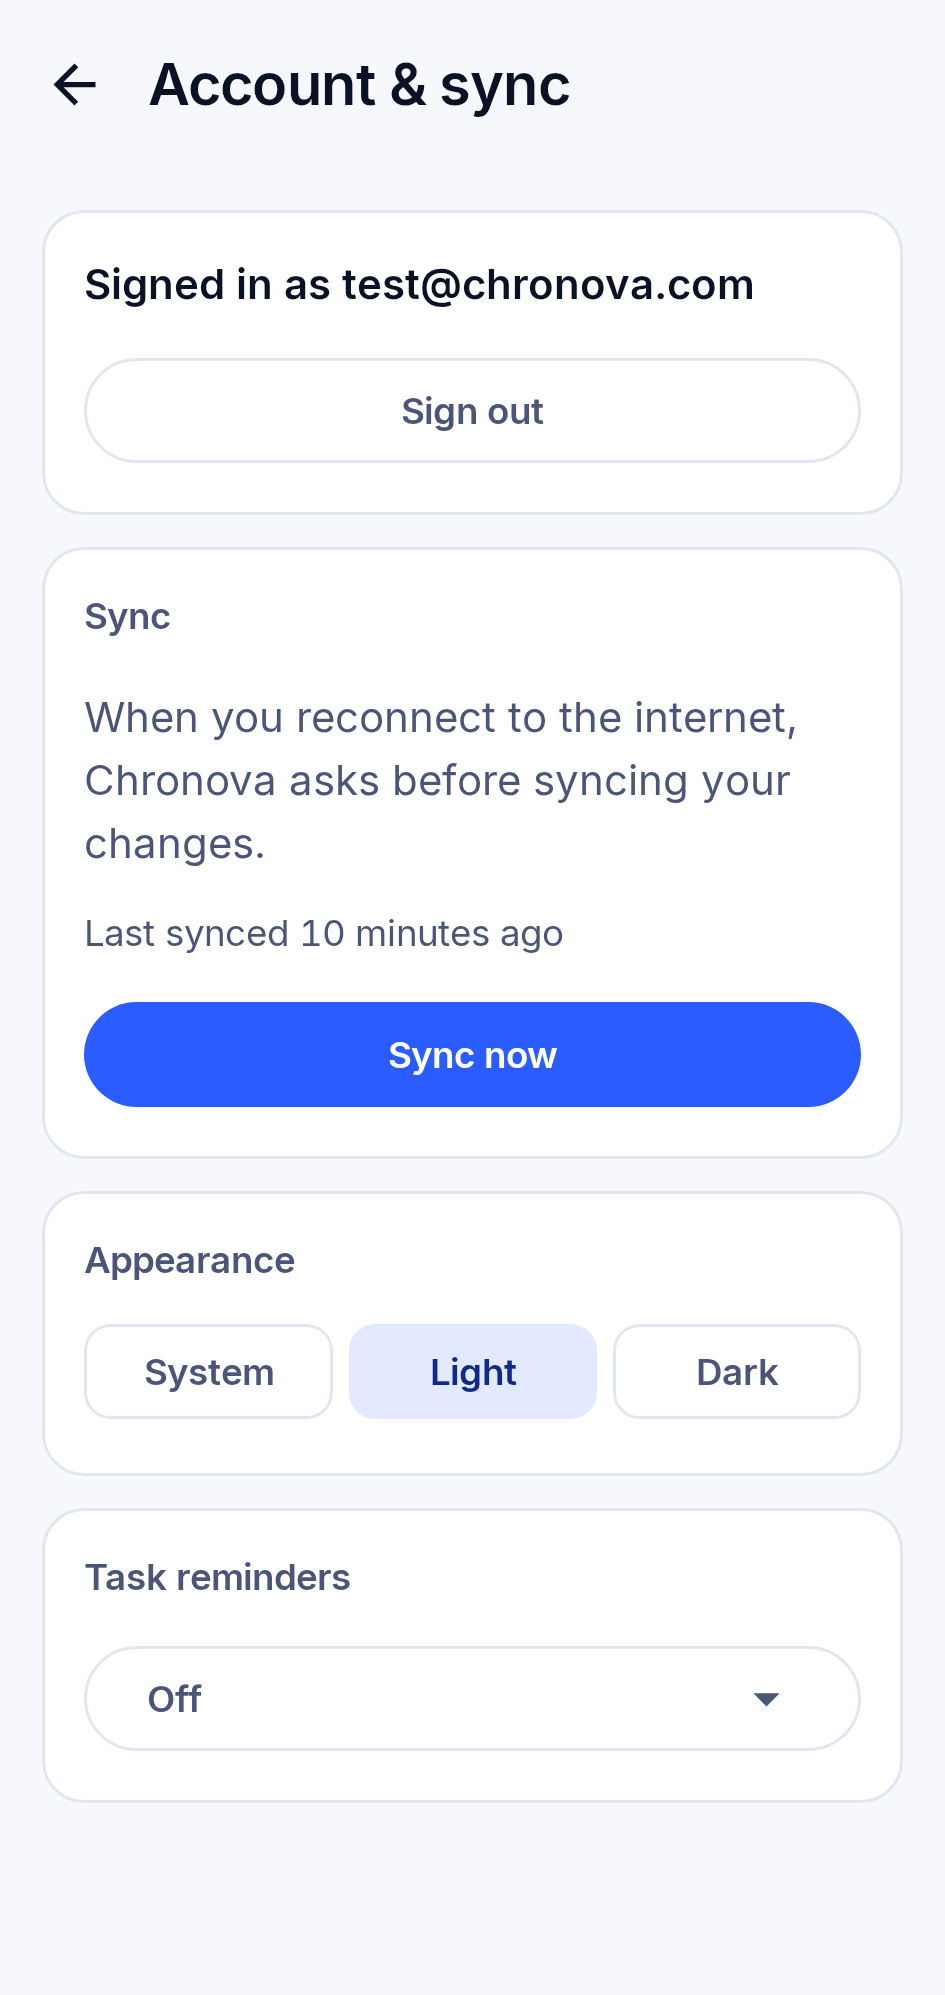 Account & sync
Signed in as test@chronova.com
Sign out
Sync
When you reconnect to the internet,
Chronova asks before syncing your
changes.
Last synced 10 minutes ago
Sync now
Appearance
System Light Dark
Task reminders
Off